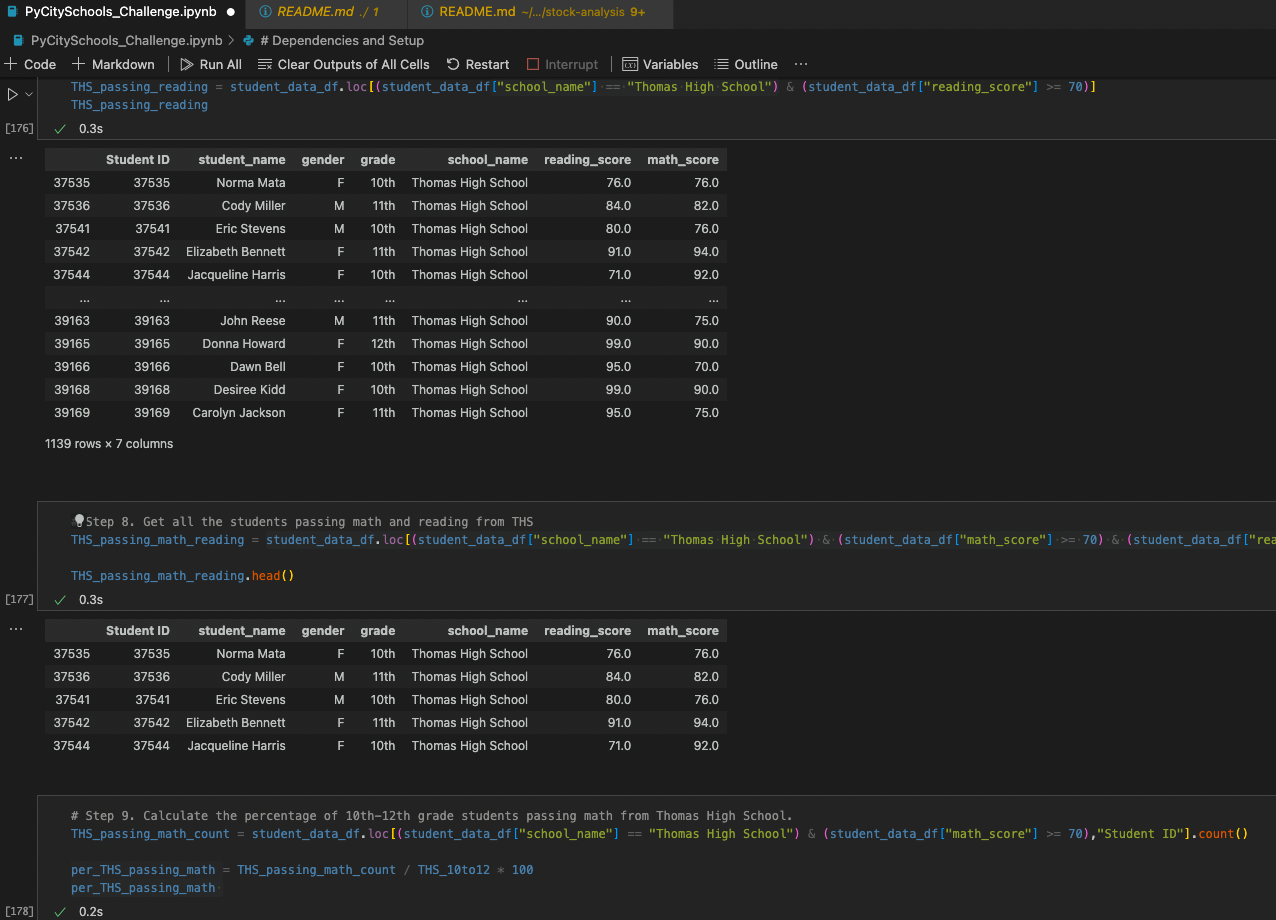 PyCitySchools_Challenge.ipynb ● README.md ./ 1 README.md ~/.../stock-analysis 9+
PyCitySchools_Challenge.ipynb > # Dependencies and Setup
+ Code + Markdown | Run All Clear Outputs of All Cells Restart Interrupt | Variables Outline ...
THS_passing_reading = student_data_df.loc[(student_data_df["school_name"] == "Thomas High School") & (student_data_df["reading_score"] >= 70)]
THS_passing_reading
[176] ✓ 0.3s
... Student ID student_name gender grade school_name reading_score math_score
37535 37535 Norma Mata F 10th Thomas High School 76.0 76.0
37536 37536 Cody Miller M 11th Thomas High School 84.0 82.0
37541 37541 Eric Stevens M 10th Thomas High School 80.0 76.0
37542 37542 Elizabeth Bennett F 11th Thomas High School 91.0 94.0
37544 37544 Jacqueline Harris F 10th Thomas High School 71.0 92.0
... ... ... ... ... ... ... ...
39163 39163 John Reese M 11th Thomas High School 90.0 75.0
39165 39165 Donna Howard F 12th Thomas High School 99.0 90.0
39166 39166 Dawn Bell F 10th Thomas High School 95.0 70.0
39168 39168 Desiree Kidd F 10th Thomas High School 99.0 90.0
39169 39169 Carolyn Jackson F 11th Thomas High School 95.0 75.0
1139 rows × 7 columns
Step 8. Get all the students passing math and reading from THS
THS_passing_math_reading = student_data_df.loc[(student_data_df["school_name"] == "Thomas High School") & (student_data_df["math_score"] >= 70) & (student_data_df["rea
THS_passing_math_reading.head()
[177] ✓ 0.3s
... Student ID student_name gender grade school_name reading_score math_score
37535 37535 Norma Mata F 10th Thomas High School 76.0 76.0
37536 37536 Cody Miller M 11th Thomas High School 84.0 82.0
37541 37541 Eric Stevens M 10th Thomas High School 80.0 76.0
37542 37542 Elizabeth Bennett F 11th Thomas High School 91.0 94.0
37544 37544 Jacqueline Harris F 10th Thomas High School 71.0 92.0
# Step 9. Calculate the percentage of 10th-12th grade students passing math from Thomas High School.
THS_passing_math_count = student_data_df.loc[(student_data_df["school_name"] == "Thomas High School") & (student_data_df["math_score"] >= 70),"Student ID"].count()
per_THS_passing_math = THS_passing_math_count / THS_10to12 * 100
per_THS_passing_math
[178] ✓ 0.2s